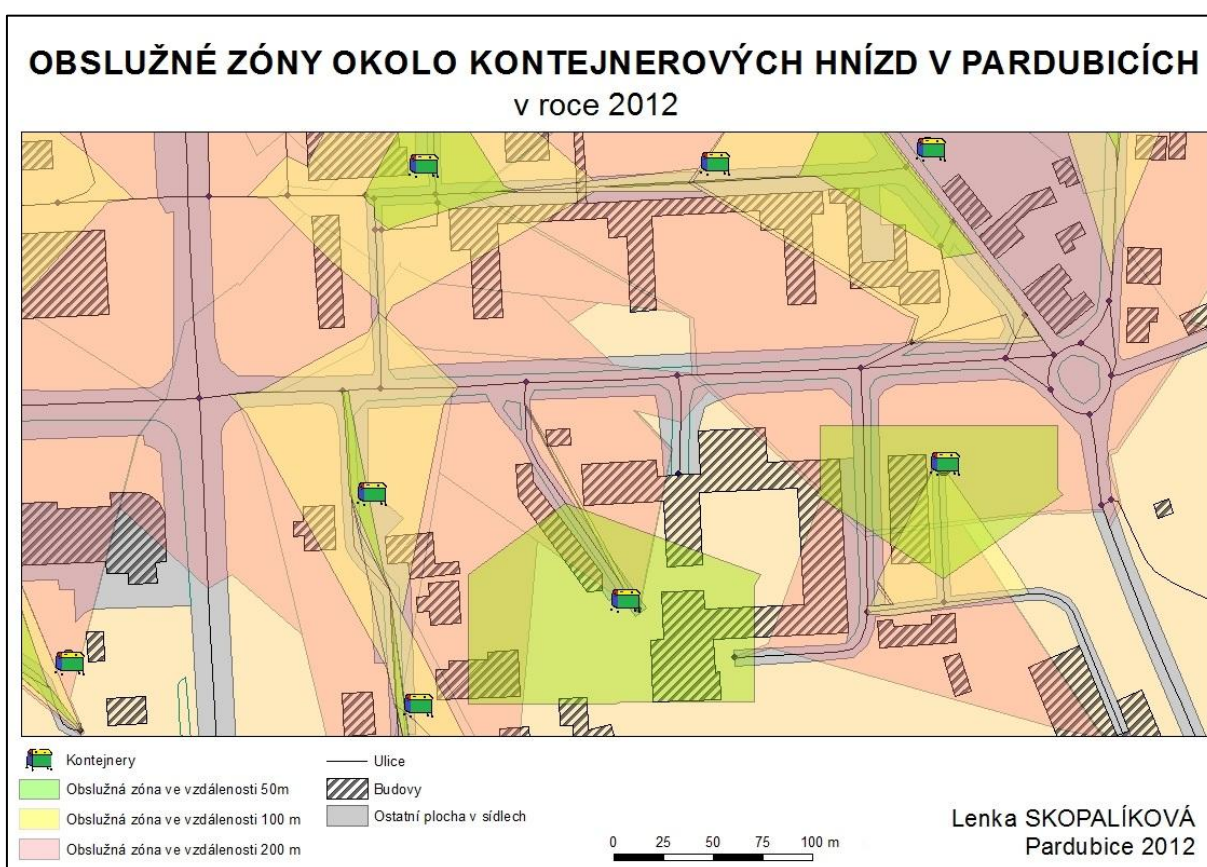 OBSLUŽNÉ ZÓNY OKOLO KONTEJNEROVÝCH HNÍZD V PARDUBICÍCH
v roce 2012
Kontejnery
Obslužná zóna ve vzdálenosti 50m
Obslužná zóna ve vzdálenosti 100 m
Obslužná zóna ve vzdálenosti 200 m
Ulice
Budovy
Ostatní plocha v sídlech
0 25 50 75 100 m
Lenka SKOPALÍKOVÁ
Pardubice 2012